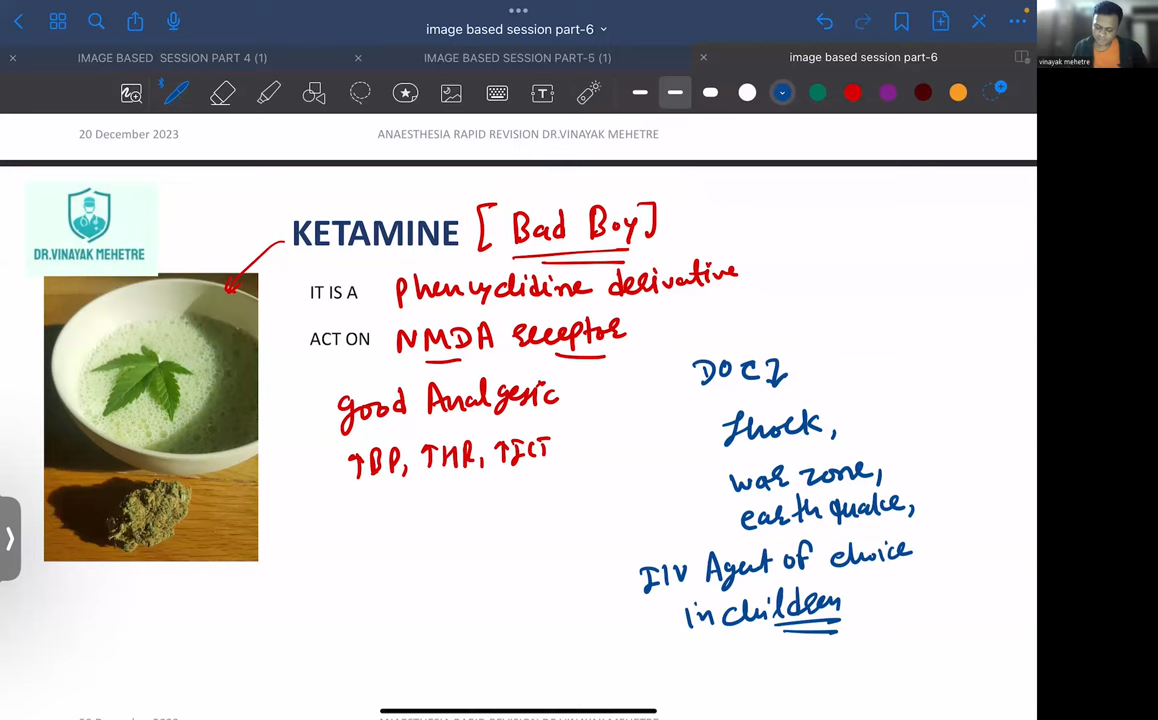 image based session part-6
IMAGE BASED SESSION PART 4 (1)
IMAGE BASED SESSION PART-5 (1)
image based session part-6
vinayak mehetre
20 December 2023
ANAESTHESIA RAPID REVISION DR.VINAYAK MEHETRE
DR.VINAYAK MEHETRE
KETAMINE [Bad Boy]
IT IS A Phencyclidine derivative
ACT ON NMDA receptor
Good Analgesic
↑BP, ↑HR, ↑ICT
DOC I
Shock,
war zone,
earth quake,
I/V Agent of choice
in children